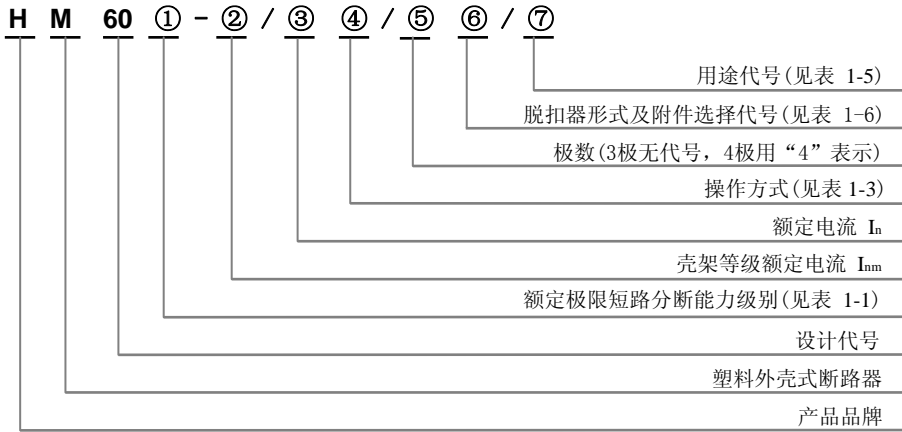 H M 60 ① - ② / ③ ④ / ⑤ ⑥ / ⑦
用途代号(见表 1-5)
脱扣器形式及附件选择代号(见表 1-6)
极数(3极无代号，4极用“4”表示)
操作方式(见表 1-3)
额定电流 In
壳架等级额定电流 Inm
额定极限短路分断能力级别(见表 1-1)
设计代号
塑料外壳式断路器
产品品牌